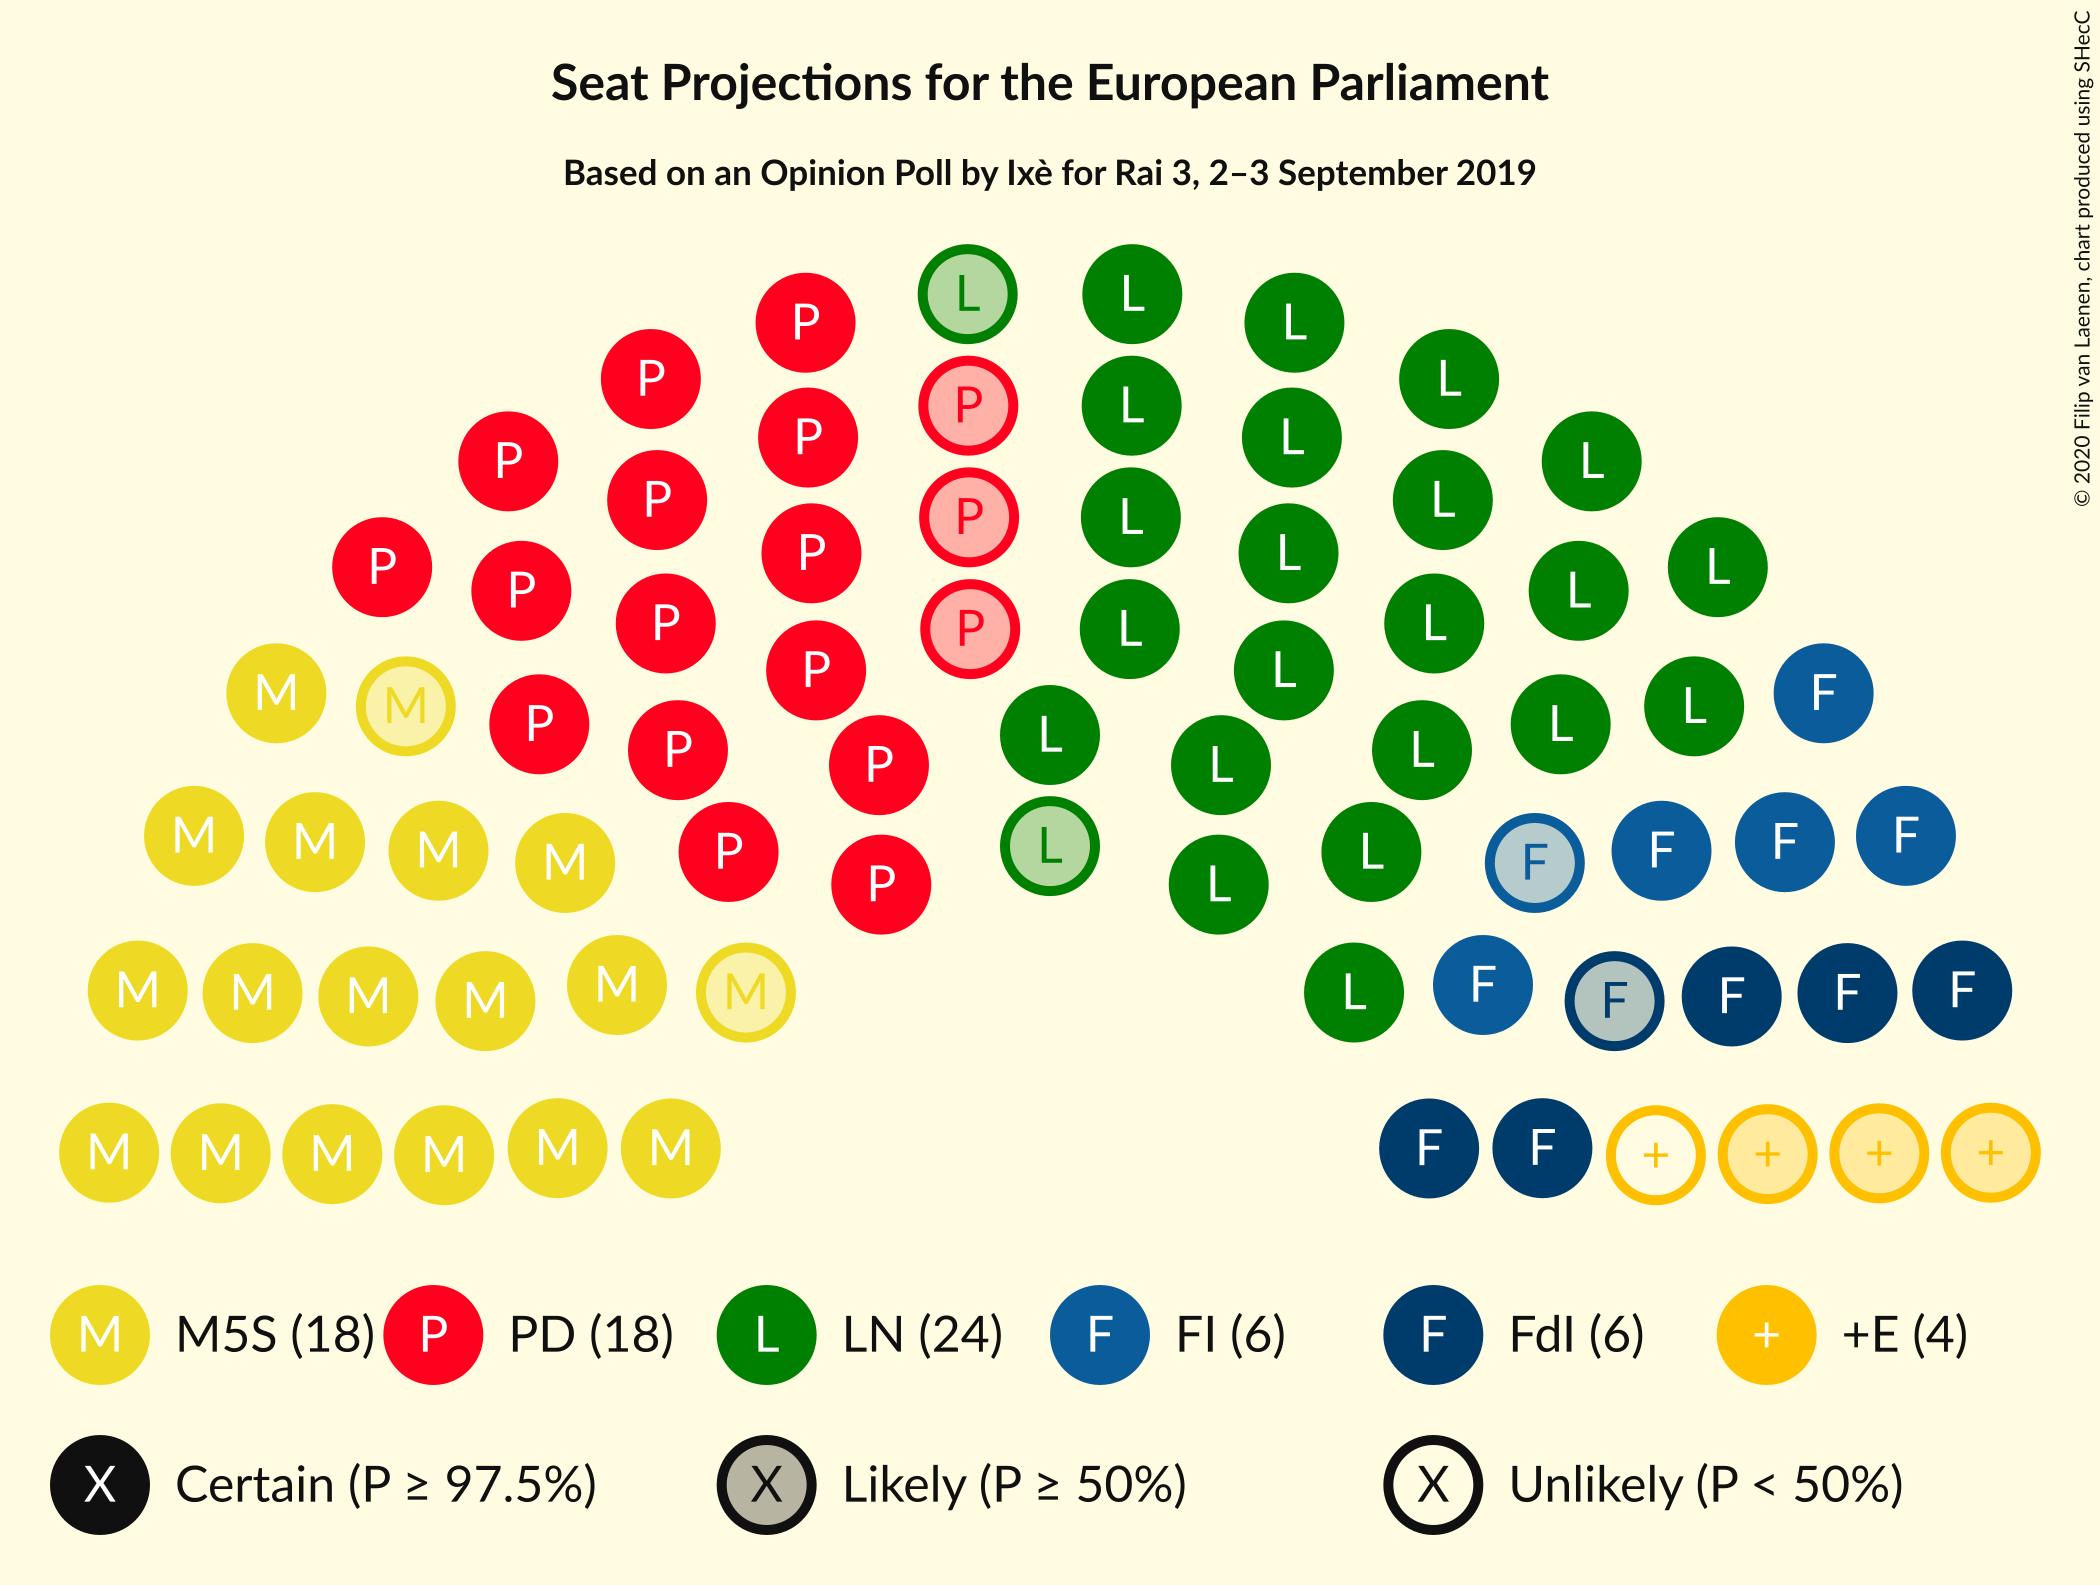 Seat Projections for the European Parliament
Based on an Opinion Poll by Ixè for Rai 3, 2–3 September 2019
© 2020 Filip van Laenen, chart produced using SHecC
L L
P L L P
P L
P L
P L L P
P L
P L
P L L P
P L P L
P L L P
M M P P P L L L L L F
M M M M P P L L L L F F F F
M M M M M M L F F F F F
M M M M M M F F + + + +
M M5S (18) P PD (18) L LN (24) F FI (6) F FdI (6) + +E (4)
X Certain (P ≥ 97.5%) X Likely (P ≥ 50%) X Unlikely (P < 50%)